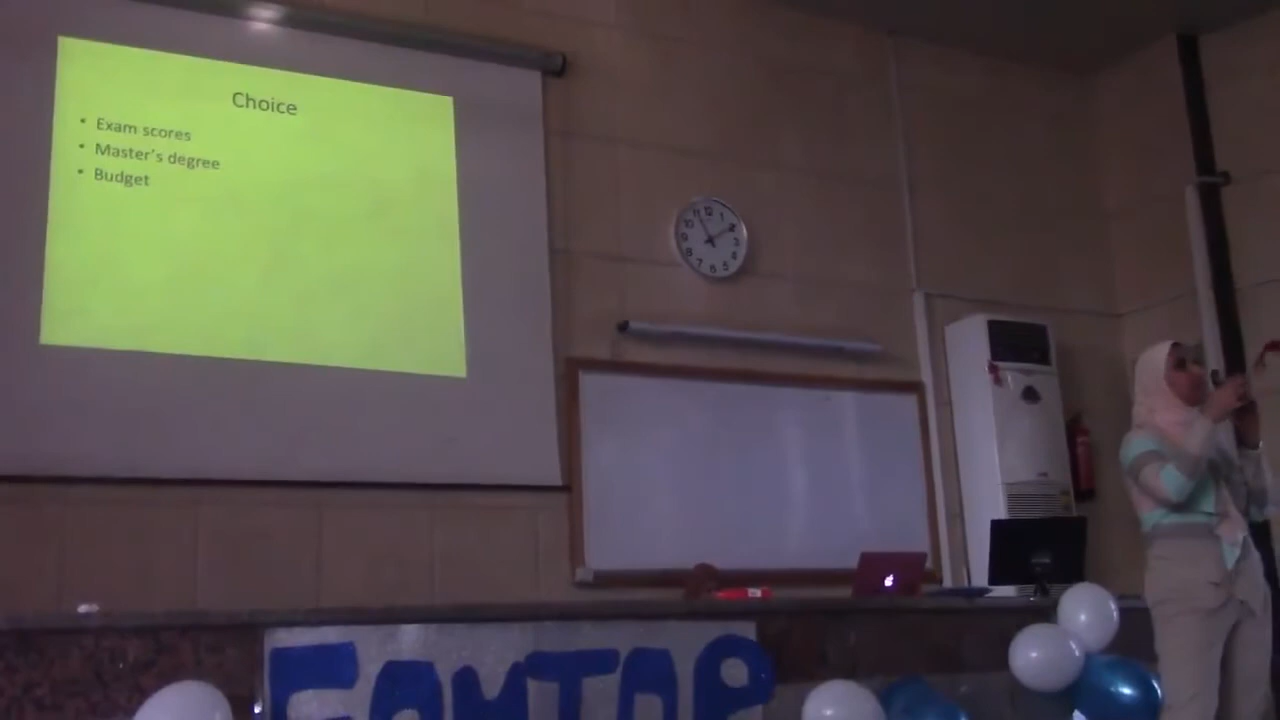 Choice
• Exam scores
• Master's degree
• Budget